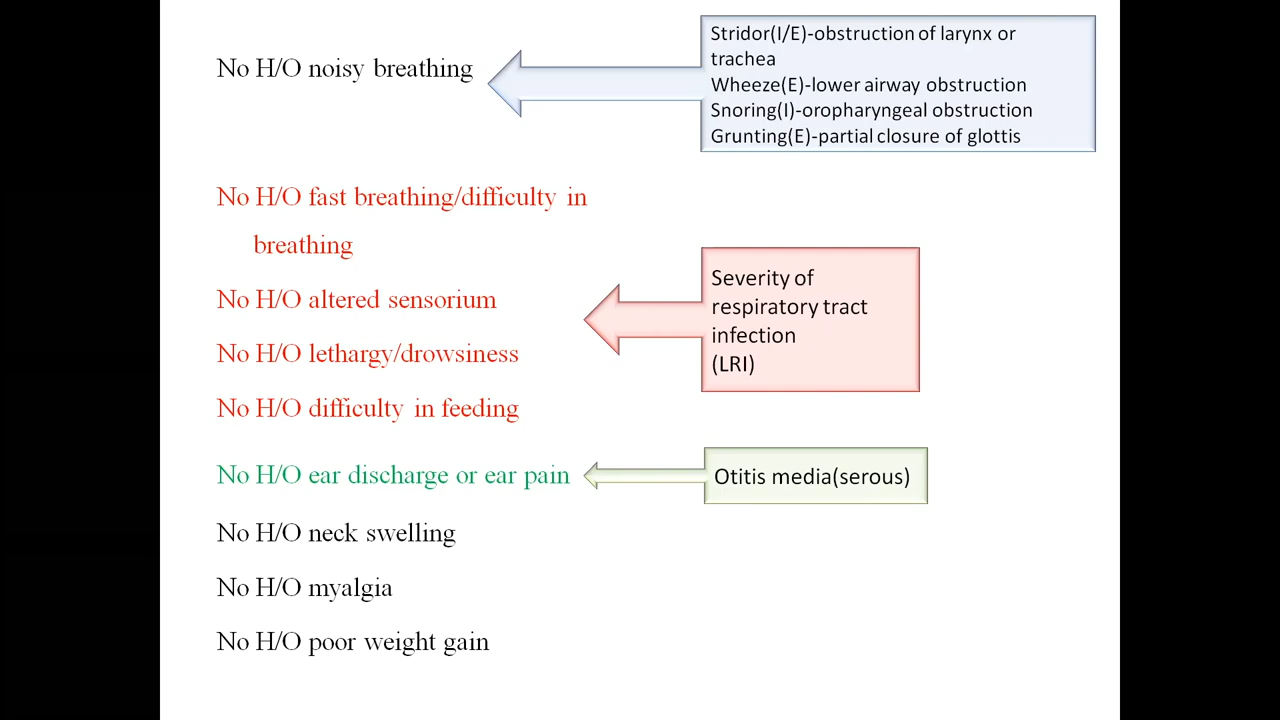 No H/O noisy breathing
Stridor(I/E)-obstruction of larynx or
trachea
Wheeze(E)-lower airway obstruction
Snoring(I)-oropharyngeal obstruction
Grunting(E)-partial closure of glottis
No H/O fast breathing/difficulty in
breathing
No H/O altered sensorium
No H/O lethargy/drowsiness
No H/O difficulty in feeding
Severity of
respiratory tract
infection
(LRI)
No H/O ear discharge or ear pain
Otitis media(serous)
No H/O neck swelling
No H/O myalgia
No H/O poor weight gain